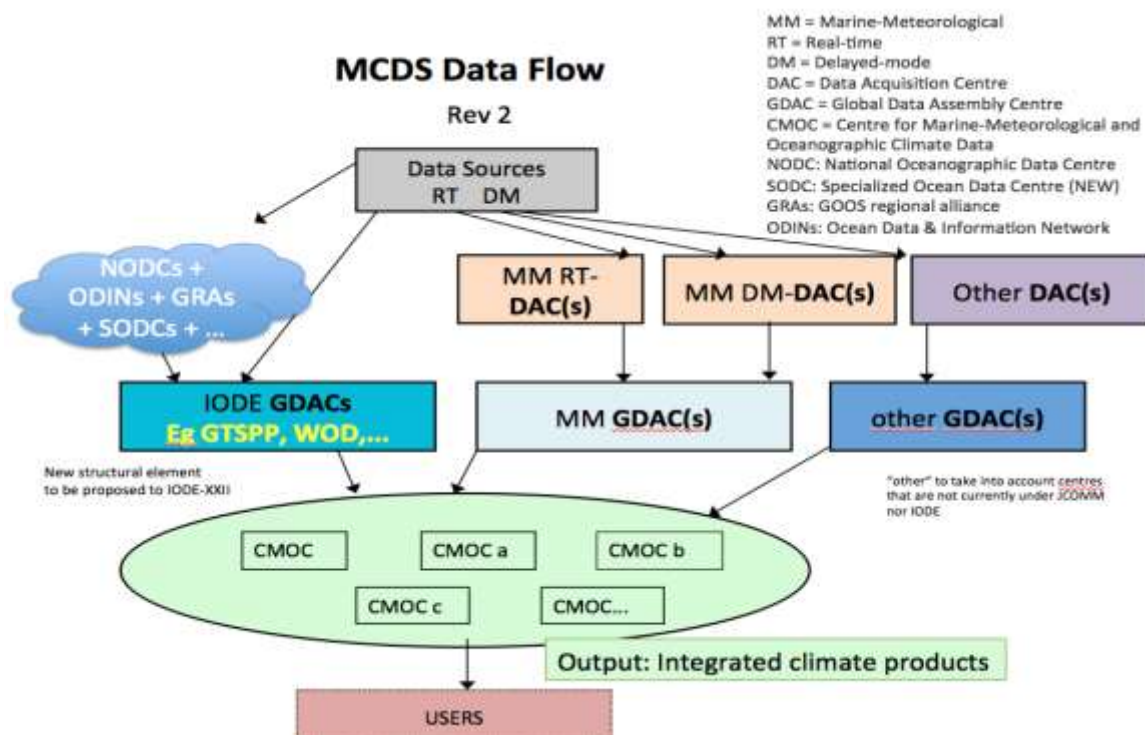 MM = Marine-Meteorological
RT = Real-time
DM = Delayed-mode
DAC = Data Acquisition Centre
GDAC = Global Data Assembly Centre
CMOC = Centre for Marine-Meteorological and
Oceanographic Climate Data
NODC: National Oceanographic Data Centre
SODC: Specialized Ocean Data Centre (NEW)
GRAs: GOOS regional alliance
ODINs: Ocean Data & Information Network
MCDS Data Flow
Rev 2
Data Sources
RT DM
NODCs +
ODINs + GRAs
+ SODCs + ...
MM RT-
DAC(s)
MM DM-DAC(s)
Other DAC(s)
IODE GDACs
Eg GTSPP, WOD,...
MM GDAC(s)
other GDAC(s)
New structural element
to be proposed to IODE-XXII
"other" to take into account centres
that are not currently under JCOMM
nor IODE
CMOC
CMOC a
CMOC b
CMOC c
CMOC...
Output: Integrated climate products
USERS